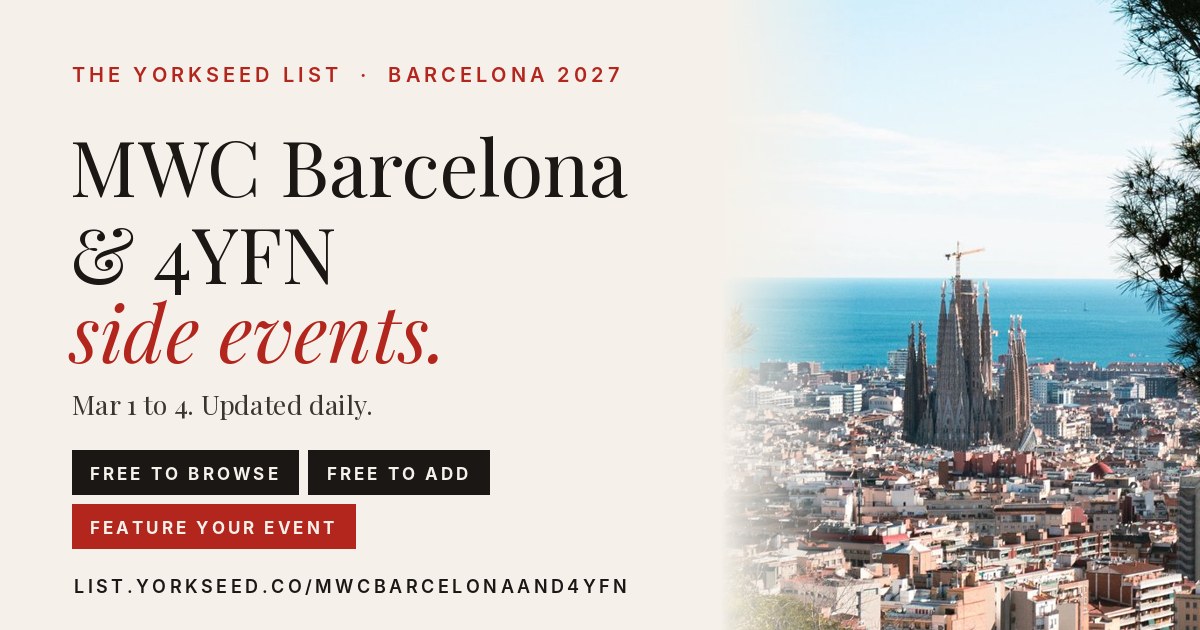 THE YORKSEED LIST · BARCELONA 2027
MWC Barcelona
& 4YFN
side events.
Mar 1 to 4. Updated daily.
FREE TO BROWSE FREE TO ADD
FEATURE YOUR EVENT
LIST.YORKSEED.CO/MWCBARCELONAAND4YFN